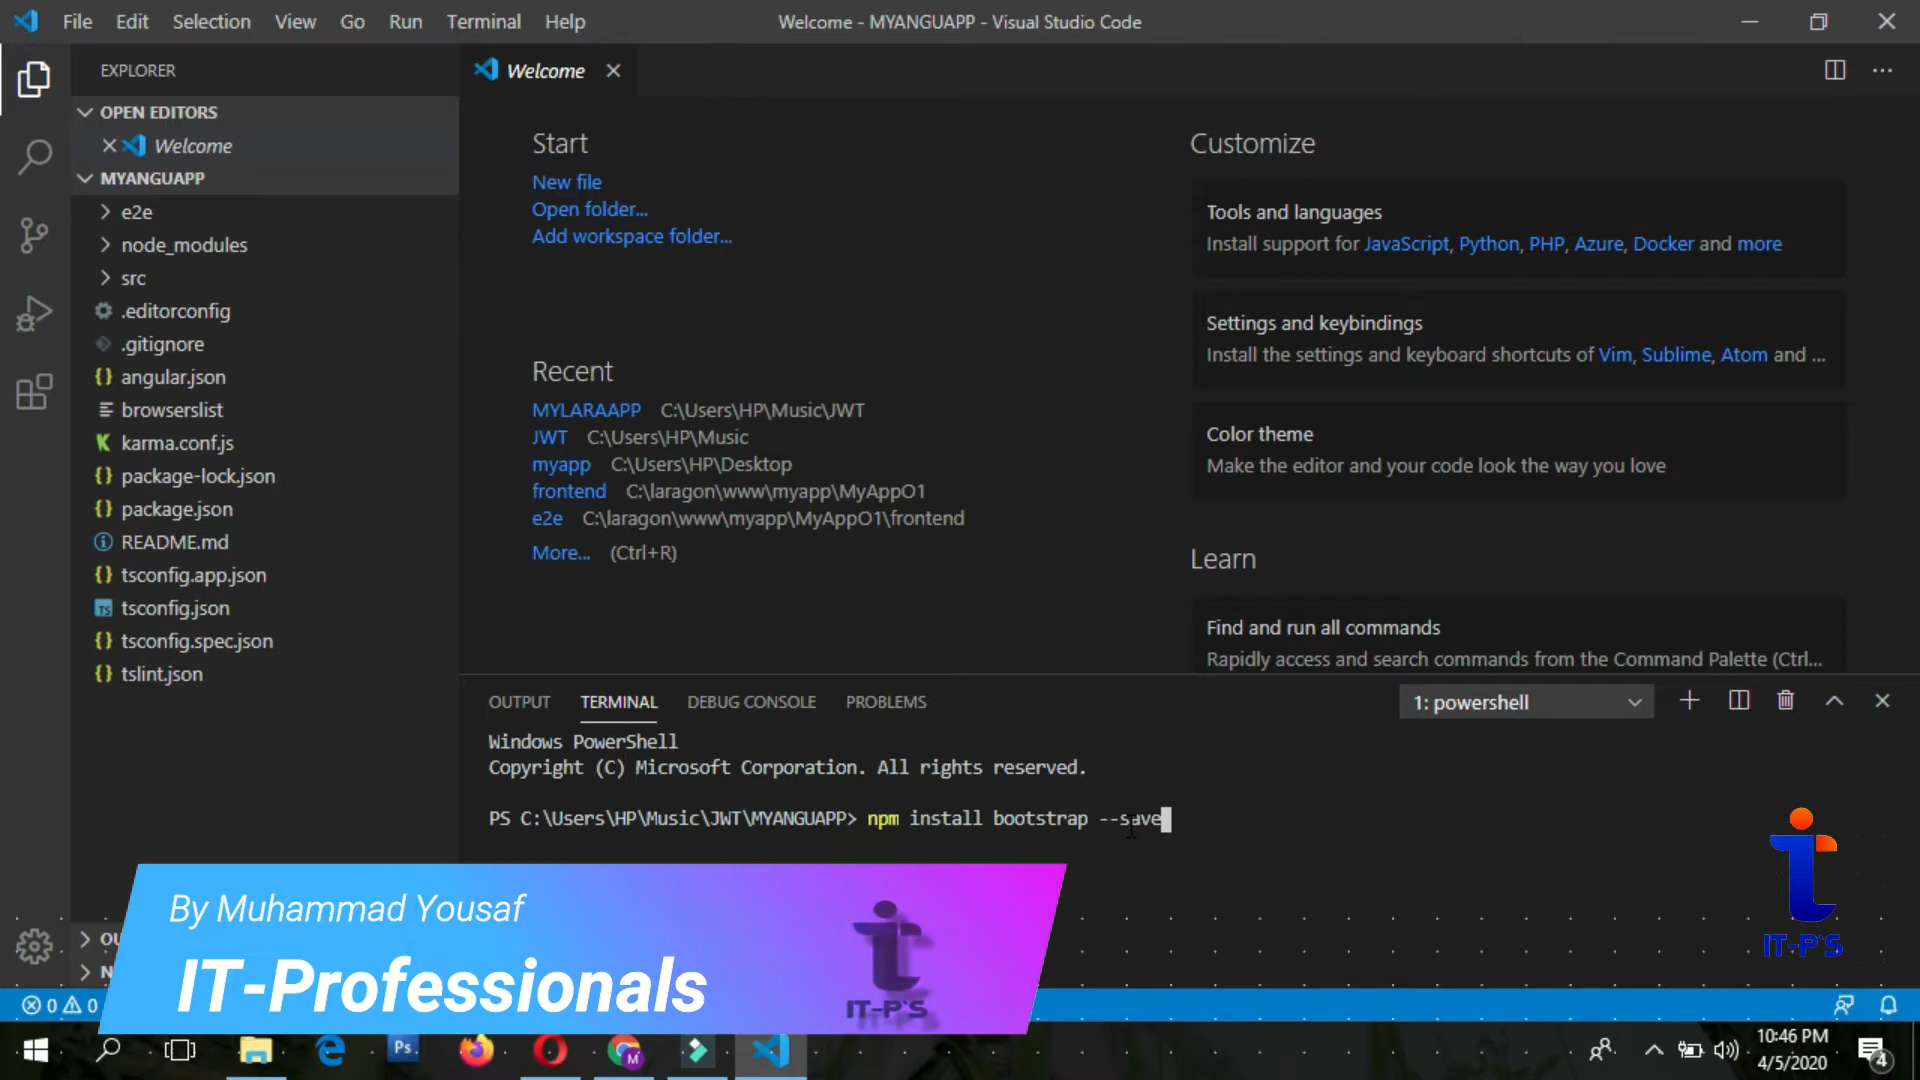 File Edit Selection View Go Run Terminal Help
Welcome - MYANGUAPP - Visual Studio Code
EXPLORER
OPEN EDITORS
Welcome
MYANGUAPP
e2e
node_modules
src
.editorconfig
.gitignore
angular.json
browserslist
karma.conf.js
package-lock.json
package.json
README.md
tsconfig.app.json
tsconfig.json
tsconfig.spec.json
tslint.json
Welcome
Start
New file
Open folder...
Add workspace folder...
Recent
MYLARAAPP C:\Users\HP\Music\JWT
JWT C:\Users\HP\Music
myapp C:\Users\HP\Desktop
frontend C:\laragon\www\myapp\MyAppO1
e2e C:\laragon\www\myapp\MyAppO1\frontend
More... (Ctrl+R)
Customize
Tools and languages
Install support for JavaScript, Python, PHP, Azure, Docker and more
Settings and keybindings
Install the settings and keyboard shortcuts of Vim, Sublime, Atom and ...
Color theme
Make the editor and your code look the way you love
Learn
Find and run all commands
Rapidly access and search commands from the Command Palette (Ctrl...
OUTPUT TERMINAL DEBUG CONSOLE PROBLEMS
1: powershell
Windows PowerShell
Copyright (C) Microsoft Corporation. All rights reserved.
PS C:\Users\HP\Music\JWT\MYANGUAPP> npm install bootstrap --save
By Muhammad Yousaf
IT-Professionals
IT-P'S
IT-P'S
OU
N
0 0
Ps
M
10:46 PM
4/5/2020
4